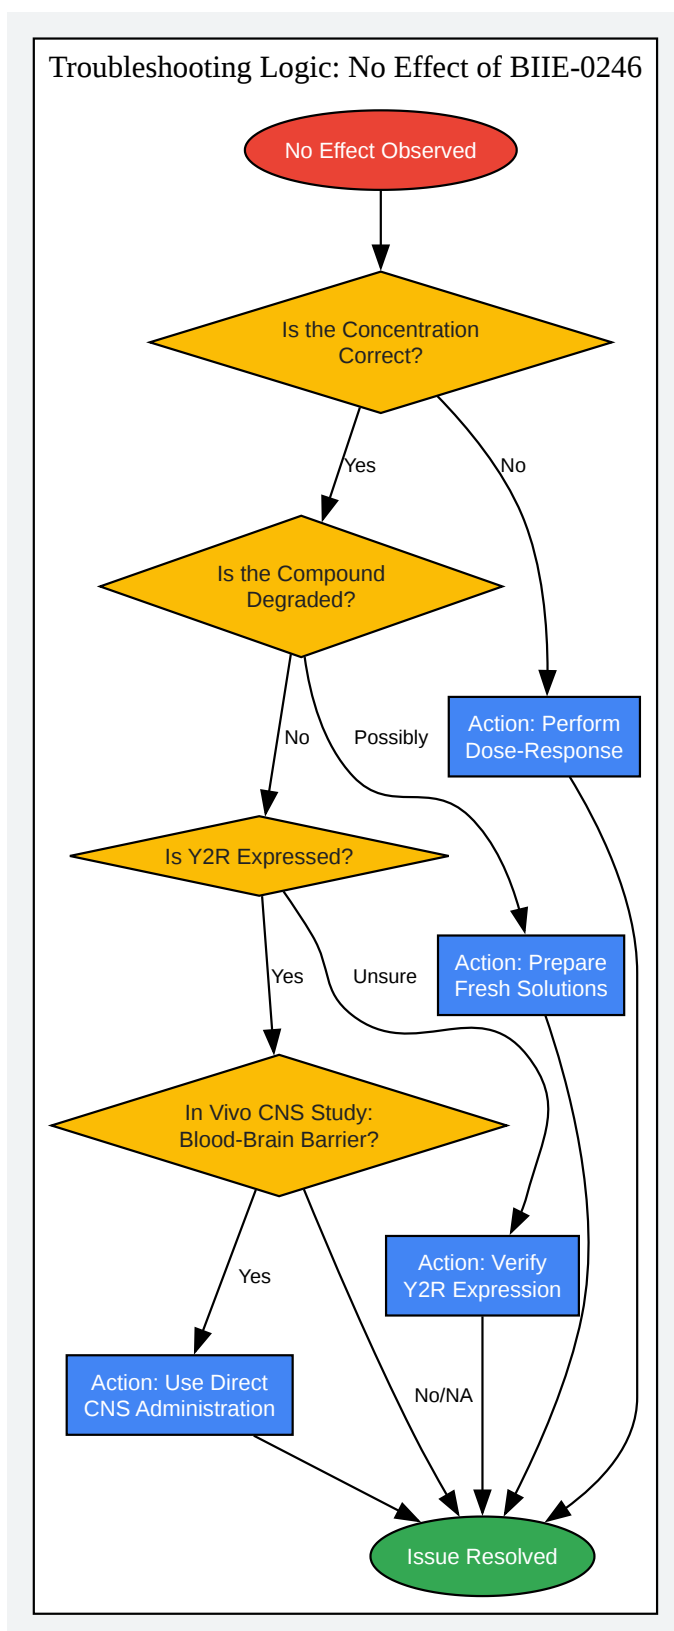 Troubleshooting Logic: No Effect of BIIE-0246
No Effect Observed
Is the Concentration
Correct?
Yes
No
Is the Compound
Degraded?
Action: Perform
Dose-Response
No
Possibly
Is Y2R Expressed?
Action: Prepare
Fresh Solutions
Yes
Unsure
In Vivo CNS Study:
Blood-Brain Barrier?
Action: Verify
Y2R Expression
Yes
Action: Use Direct
CNS Administration
No/NA
Issue Resolved